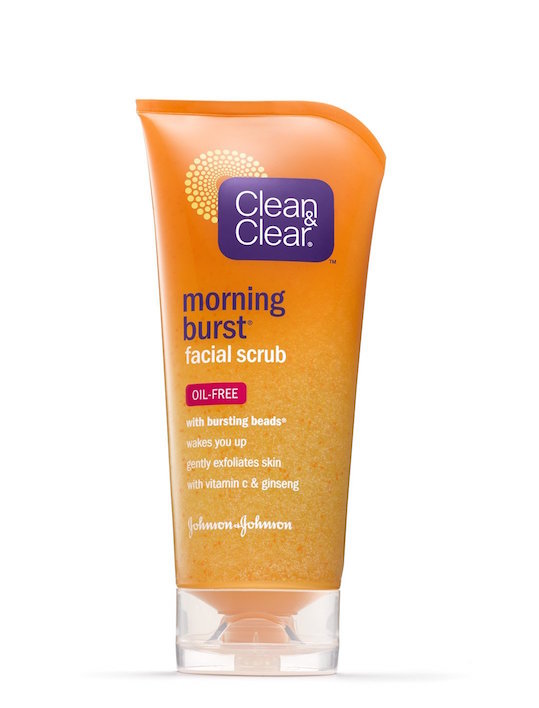 Clean &
Clear®
™
morning
burst®
facial scrub
OIL-FREE
with bursting beads®
wakes you up
gently exfoliates skin
with vitamin c & ginseng
Johnson & Johnson